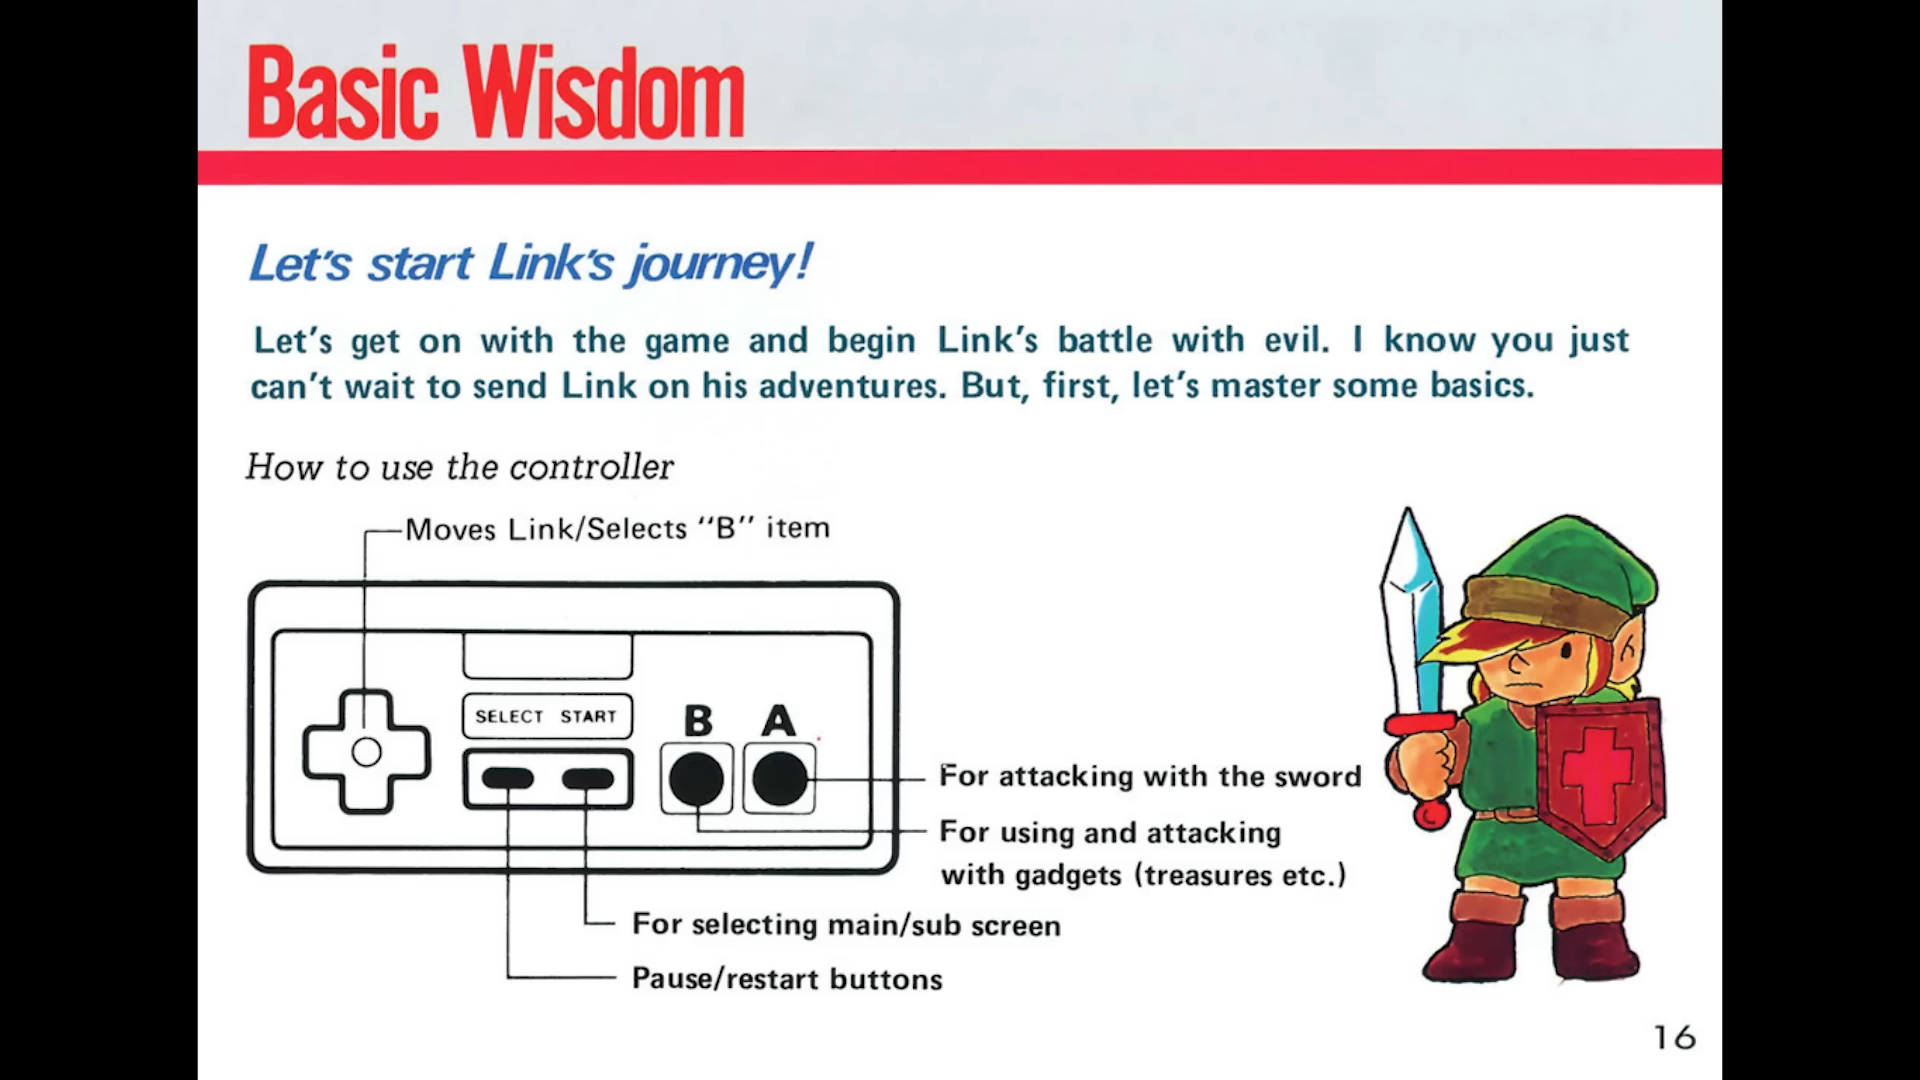 Basic Wisdom
Let's start Link's journey!
Let's get on with the game and begin Link's battle with evil. I know you just
can't wait to send Link on his adventures. But, first, let's master some basics.
How to use the controller
Moves Link/Selects "B" item
SELECT START
B A
For attacking with the sword
For using and attacking
with gadgets (treasures etc.)
For selecting main/sub screen
Pause/restart buttons
16